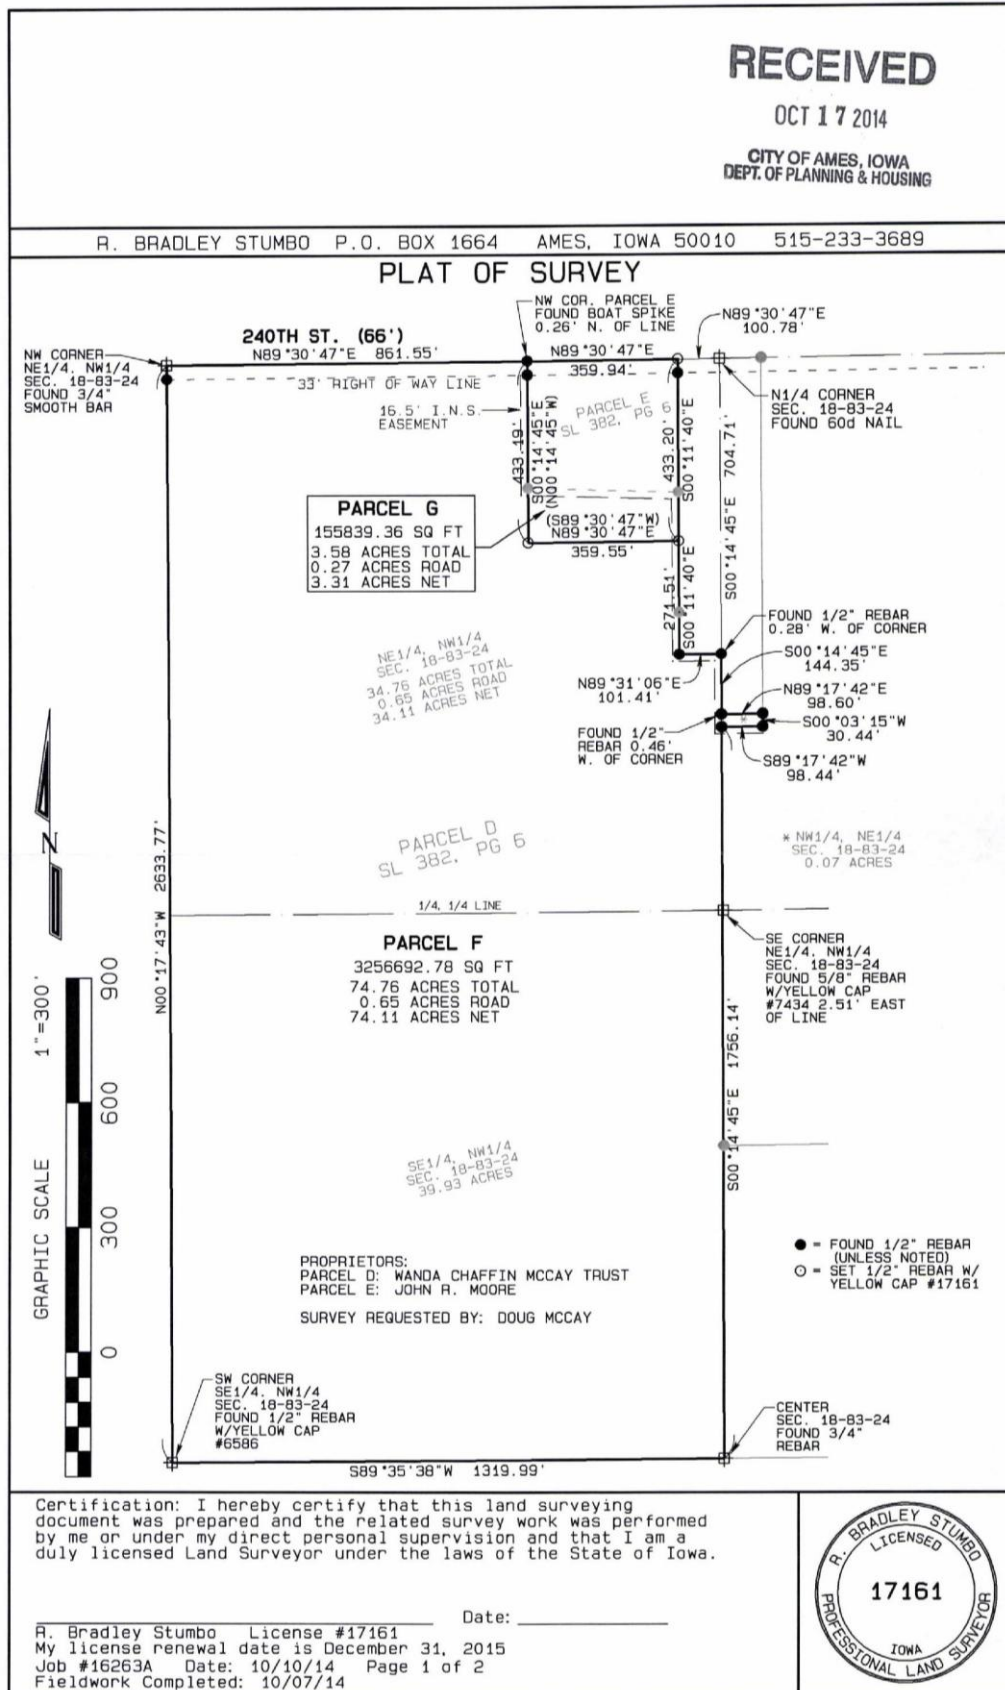 RECEIVED
OCT 17 2014
CITY OF AMES, IOWA
DEPT. OF PLANNING & HOUSING
R. BRADLEY STUMBO P.O. BOX 1664 AMES, IOWA 50010 515-233-3689
PLAT OF SURVEY
NW COR. PARCEL E
FOUND BOAT SPIKE
0.26' N. OF LINE
N89°30'47"E
100.78'
240TH ST. (66')
N89°30'47"E 861.55'
N89°30'47"E
359.94'
NW CORNER
NE1/4, NW1/4
SEC. 18-83-24
FOUND 3/4"
SMOOTH BAR
33' RIGHT OF WAY LINE
16.5' I.N.S.
EASEMENT
PARCEL E
SL 382, PG 6
N1/4 CORNER
SEC. 18-83-24
FOUND 60d NAIL
433.19'
S00°14'45"E
(N00°14'45"W)
433.20'
S00°11'40"E
S00°14'45"E 704.71'
PARCEL G
155839.36 SQ FT
3.58 ACRES TOTAL
0.27 ACRES ROAD
3.31 ACRES NET
(S89°30'47"W)
N89°30'47"E
359.55'
271.51'
S00°11'40"E
FOUND 1/2" REBAR
0.28' W. OF CORNER
S00°14'45"E
144.35'
NE1/4, NW1/4
SEC. 18-83-24
34.76 ACRES TOTAL
0.65 ACRES ROAD
34.11 ACRES NET
N89°31'06"E
101.41'
N89°17'42"E
98.60'
S00°03'15"W
30.44'
FOUND 1/2"
REBAR 0.46'
W. OF CORNER
S89°17'42"W
98.44'
N
PARCEL D
SL 382, PG 6
* NW1/4, NE1/4
SEC. 18-83-24
0.07 ACRES
*
N00°17'43"W 2633.77'
1/4, 1/4 LINE
PARCEL F
3256692.78 SQ FT
74.76 ACRES TOTAL
0.65 ACRES ROAD
74.11 ACRES NET
SE CORNER
NE1/4, NW1/4
SEC. 18-83-24
FOUND 5/8" REBAR
W/YELLOW CAP
#7434 2.51' EAST
OF LINE
S00°14'45"E 1756.14'
GRAPHIC SCALE 1"=300'
900
600
300
0
SE1/4, NW1/4
SEC. 18-83-24
39.93 ACRES
= FOUND 1/2" REBAR
(UNLESS NOTED)
= SET 1/2" REBAR W/
YELLOW CAP #17161
PROPRIETORS:
PARCEL D: WANDA CHAFFIN MCCAY TRUST
PARCEL E: JOHN R. MOORE
SURVEY REQUESTED BY: DOUG MCCAY
SW CORNER
SE1/4, NW1/4
SEC. 18-83-24
FOUND 1/2" REBAR
W/YELLOW CAP
#6586
CENTER
SEC. 18-83-24
FOUND 3/4"
REBAR
S89°35'38"W 1319.99'
Certification: I hereby certify that this land surveying
document was prepared and the related survey work was performed
by me or under my direct personal supervision and that I am a
duly licensed Land Surveyor under the laws of the State of Iowa.
Date:
R. Bradley Stumbo License #17161
My license renewal date is December 31, 2015
Job #16263A Date: 10/10/14 Page 1 of 2
Fieldwork Completed: 10/07/14
R. BRADLEY STUMBO
LICENSED
17161
IOWA
PROFESSIONAL LAND SURVEYOR